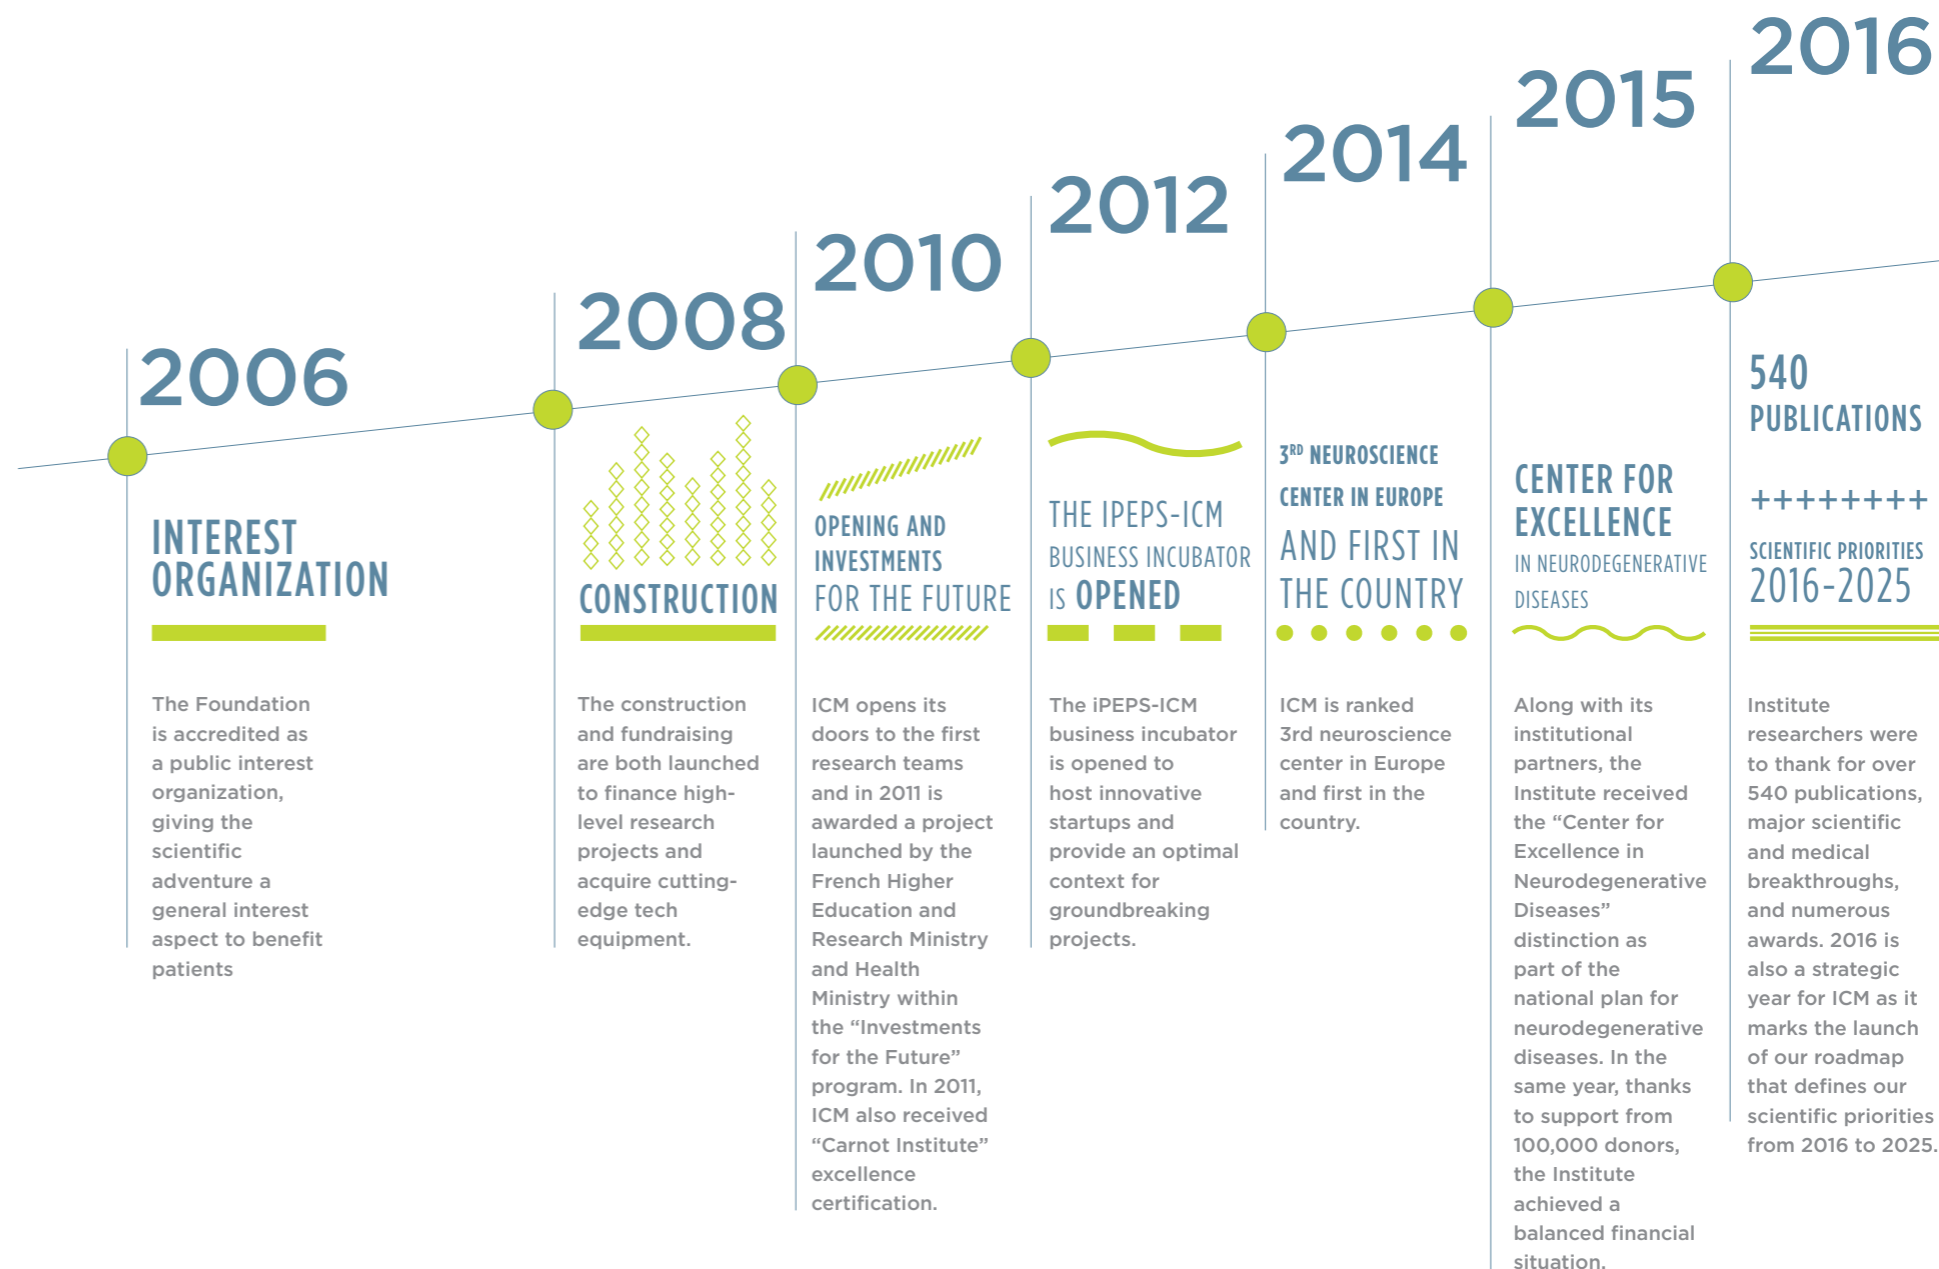 2006
INTEREST
ORGANIZATION
The Foundation
is accredited as
a public interest
organization,
giving the
scientific
adventure a
general interest
aspect to benefit
patients
2008
CONSTRUCTION
The construction
and fundraising
are both launched
to finance high-
level research
projects and
acquire cutting-
edge tech
equipment.
2010
OPENING AND
INVESTMENTS
FOR THE FUTURE
ICM opens its
doors to the first
research teams
and in 2011 is
awarded a project
launched by the
French Higher
Education and
Research Ministry
and Health
Ministry within
the “Investments
for the Future”
program. In 2011,
ICM also received
“Carnot Institute”
excellence
certification.
2012
THE IPEPS-ICM
BUSINESS INCUBATOR
IS OPENED
The iPEPS-ICM
business incubator
is opened to
host innovative
startups and
provide an optimal
context for
groundbreaking
projects.
2014
3RD NEUROSCIENCE
CENTER IN EUROPE
AND FIRST IN
THE COUNTRY
ICM is ranked
3rd neuroscience
center in Europe
and first in the
country.
2015
CENTER FOR
EXCELLENCE
IN NEURODEGENERATIVE
DISEASES
Along with its
institutional
partners, the
Institute received
the “Center for
Excellence in
Neurodegenerative
Diseases”
distinction as
part of the
national plan for
neurodegenerative
diseases. In the
same year, thanks
to support from
100,000 donors,
the Institute
achieved a
balanced financial
situation.
2016
540
PUBLICATIONS
++++++++
SCIENTIFIC PRIORITIES
2016-2025
Institute
researchers were
to thank for over
540 publications,
major scientific
and medical
breakthroughs,
and numerous
awards. 2016 is
also a strategic
year for ICM as it
marks the launch
of our roadmap
that defines our
scientific priorities
from 2016 to 2025.